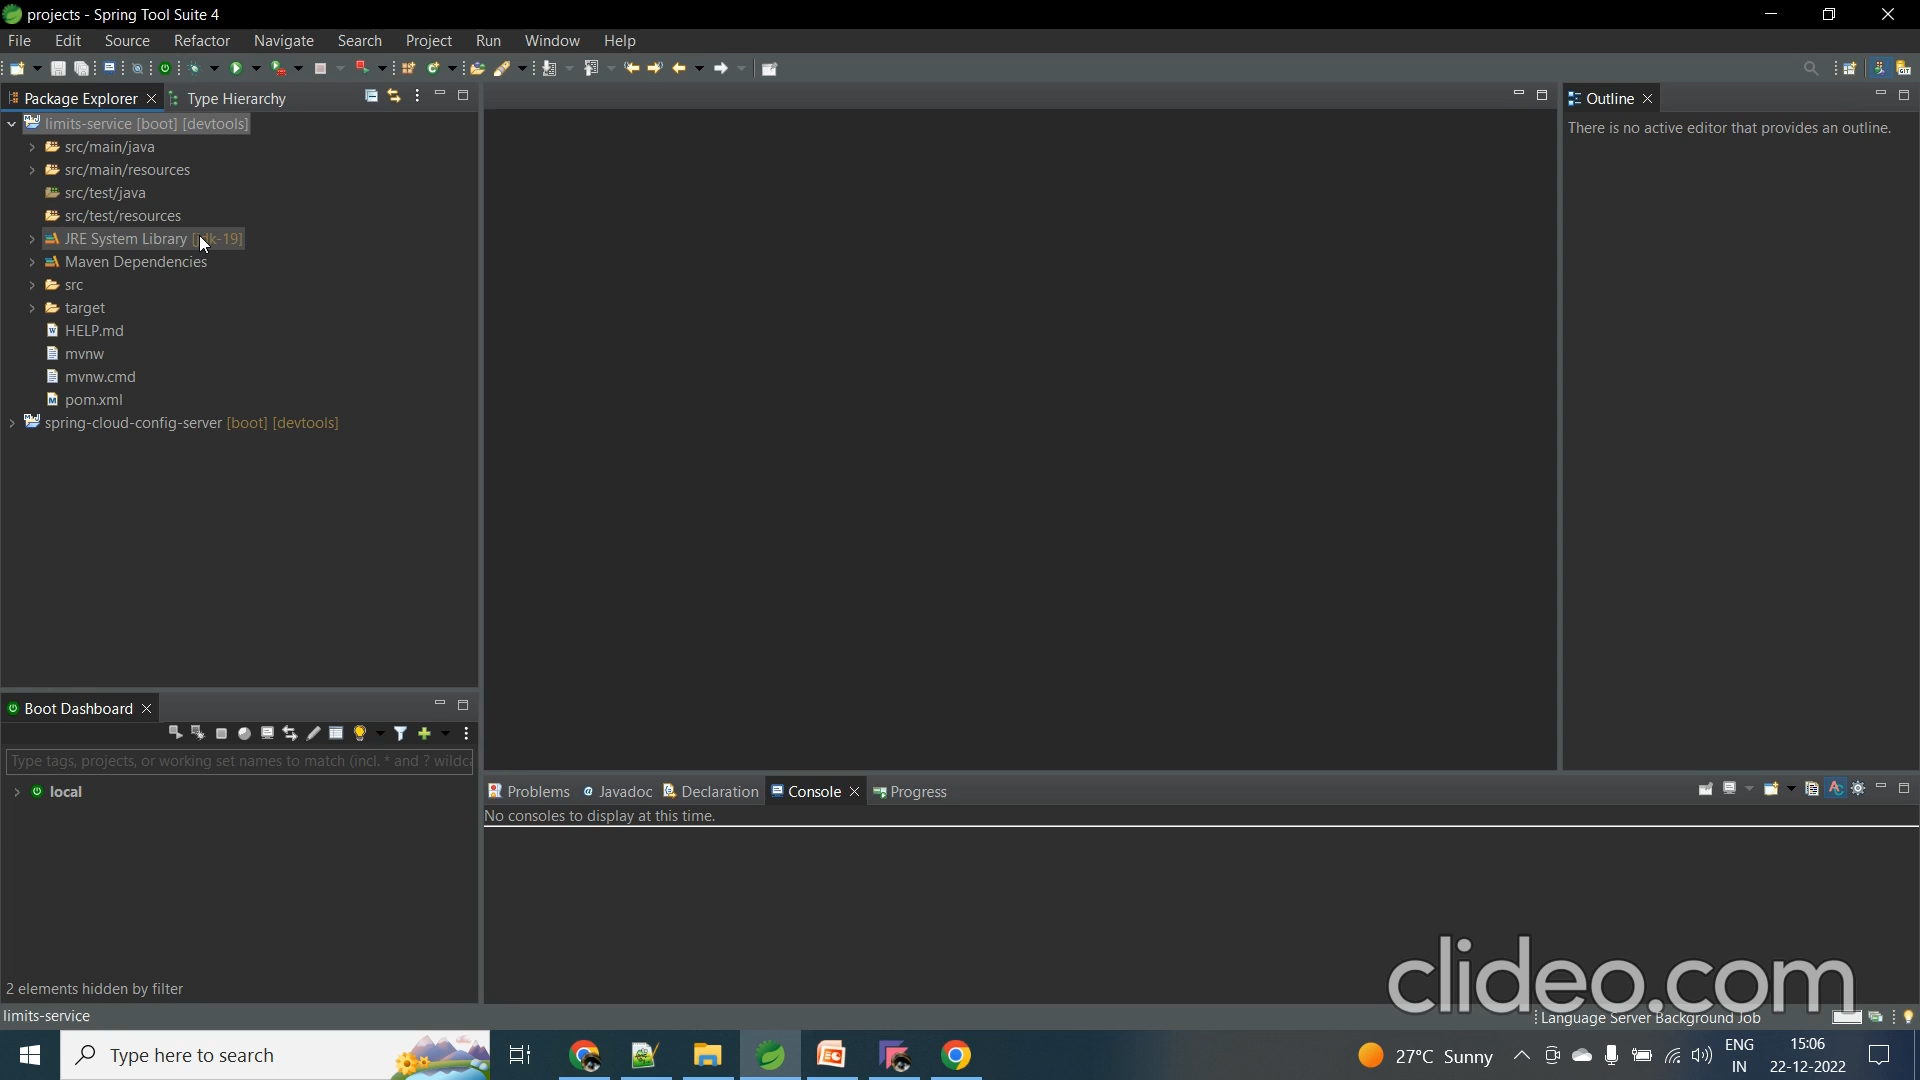 projects - Spring Tool Suite 4
File Edit Source Refactor Navigate Search Project Run Window Help
Package Explorer Type Hierarchy
limits-service [boot] [devtools]
src/main/java
src/main/resources
src/test/java
src/test/resources
JRE System Library [jdk-19]
Maven Dependencies
src
target
HELP.md
mvnw
mvnw.cmd
pom.xml
spring-cloud-config-server [boot] [devtools]
Outline
There is no active editor that provides an outline.
Boot Dashboard
Type tags, projects, or working set names to match (incl. * and ? wildca
local
2 elements hidden by filter
Problems Javadoc Declaration Console Progress
No consoles to display at this time.
clideo.com
limits-service
Language Server Background Job
Type here to search
27°C Sunny
ENG
IN
15:06
22-12-2022